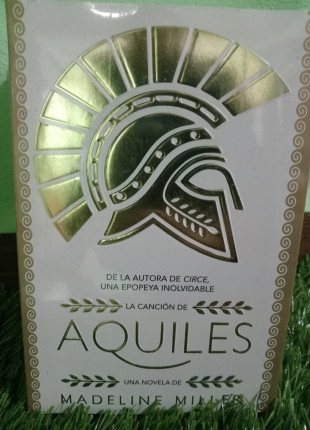 DE LA AUTORA DE CIRCE,
UNA EPOPEYA INOLVIDABLE
LA CANCIÓN DE
AQUILES
UNA NOVELA DE
MADELINE MILLER